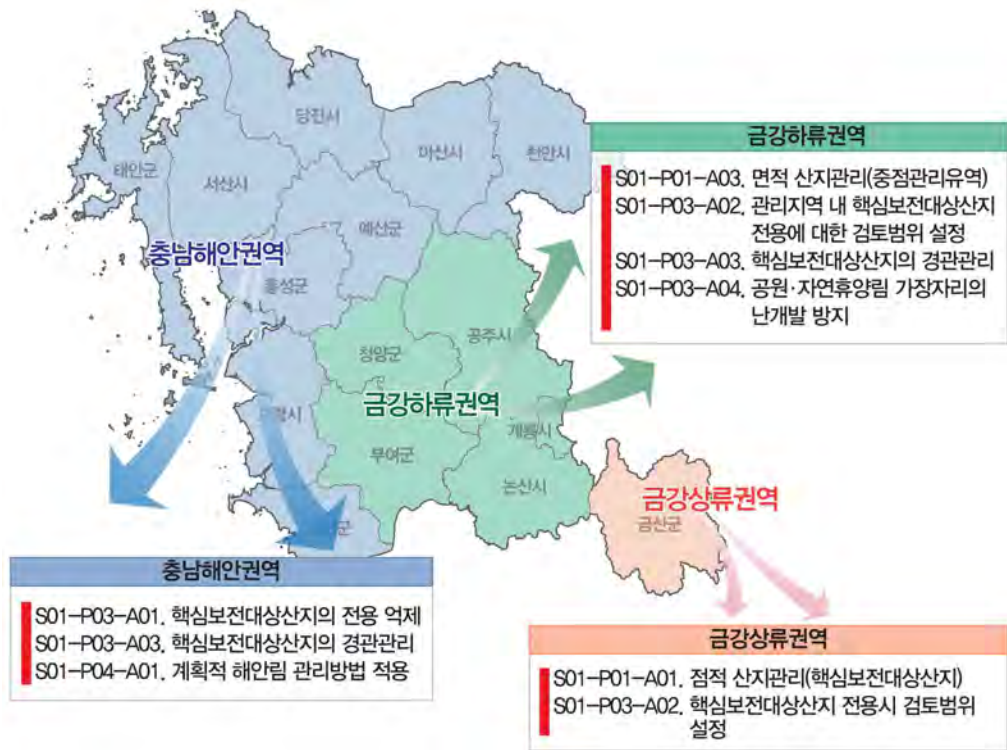 당진시
아산시
천안시
태안군
서산시
예산군
충남해안권역
홍성군
공주시
청양군
금강하류권역
시
계룡시
부여군
논산시
군
금강상류권역
금산군
금강하류권역
S01-P01-A03. 면적 산지관리(중점관리유역)
S01-P03-A02. 관리지역 내 핵심보전대상산지
전용에 대한 검토범위 설정
S01-P03-A03. 핵심보전대상산지의 경관관리
S01-P03-A04. 공원·자연휴양림 가장자리의
난개발 방지
충남해안권역
S01-P03-A01. 핵심보전대상산지의 전용 억제
S01-P03-A03. 핵심보전대상산지의 경관관리
S01-P04-A01. 계획적 해안림 관리방법 적용
금강상류권역
S01-P01-A01. 점적 산지관리(핵심보전대상산지)
S01-P03-A02. 핵심보전대상산지 전용시 검토범위
설정